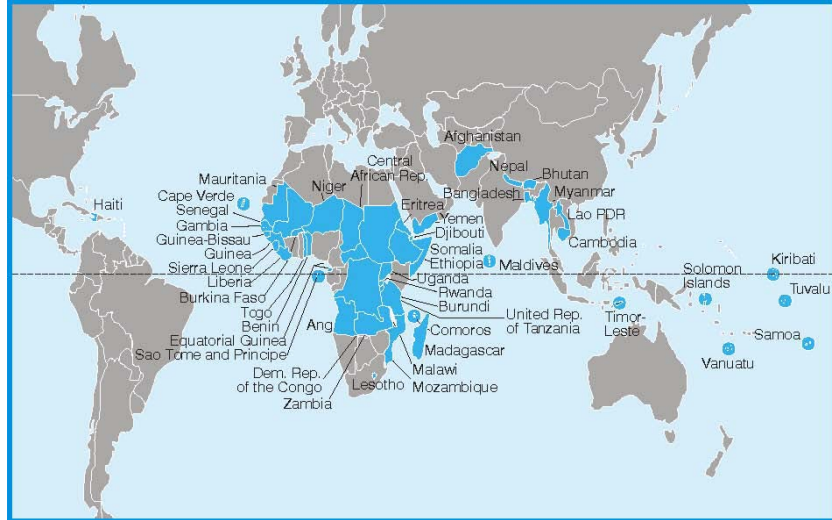 Afghanistan
Central
African Rep.
Nepal
Bhutan
Mauritania
Niger
Bangladesh
Myanmar
Haiti
Cape Verde
Eritrea
Lao PDR
Senegal
Yemen
Gambia
Djibouti
Cambodia
Guinea-Bissau
Somalia
Guinea
Ethiopia
Maldives
Kiribati
Sierra Leone
Uganda
Solomon
Islands
Liberia
Rwanda
Tuvalu
Burkina Faso
Burundi
Togo
United Rep.
of Tanzania
Timor-
Leste
Benin
Ang
Comoros
Samoa
Equatorial Guinea
Sao Tome and Principe
Madagascar
Vanuatu
Dem. Rep.
of the Congo
Malawi
Lesotho
Mozambique
Zambia